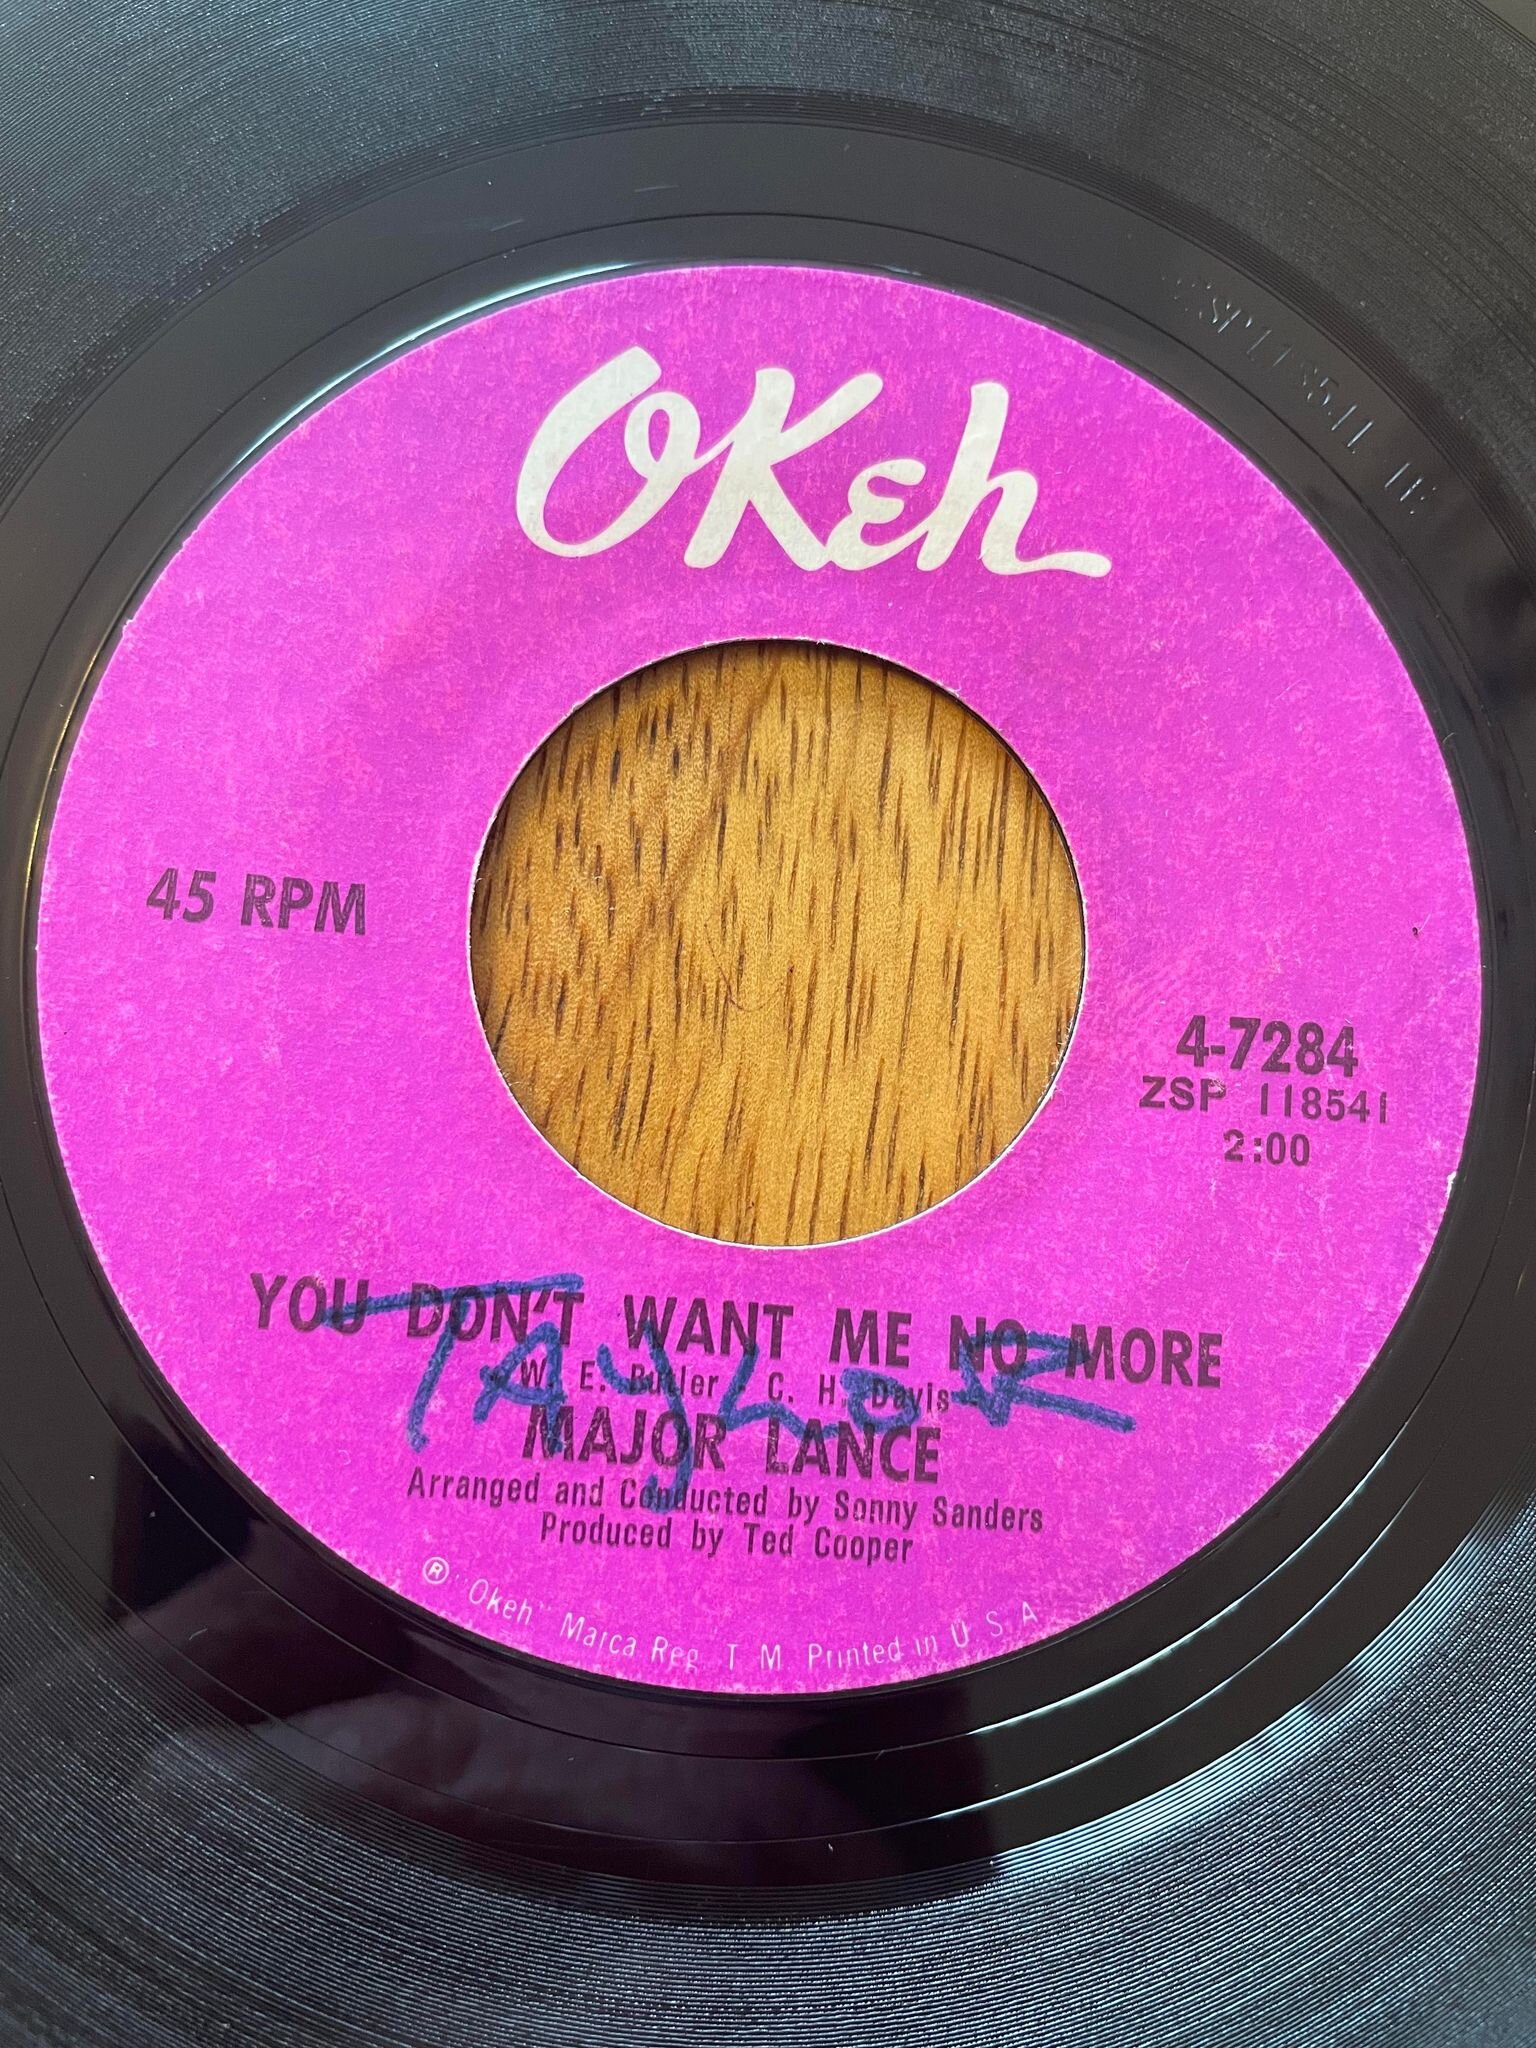 OKeh
45 RPM
4-7284
ZSP 118541
2:00
YOU DON'T WANT ME NO MORE
W. E. Butler - C. H. Davis
TAYLOR
MAJOR LANCE
Arranged and Conducted by Sonny Sanders
Produced by Ted Cooper
® "Okeh" Marca Reg. T M. Printed in U S A